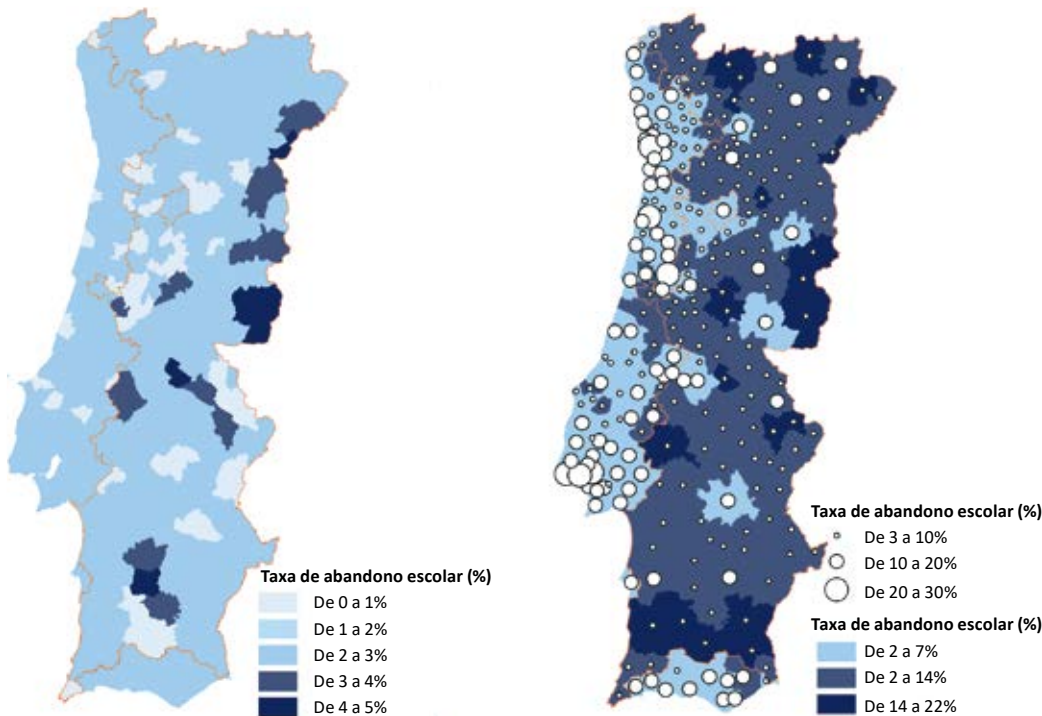 Taxa de abandono escolar (%)
De 0 a 1%
De 1 a 2%
De 2 a 3%
De 3 a 4%
De 4 a 5%
Taxa de abandono escolar (%)
De 3 a 10%
De 10 a 20%
De 20 a 30%
Taxa de abandono escolar (%)
De 2 a 7%
De 2 a 14%
De 14 a 22%